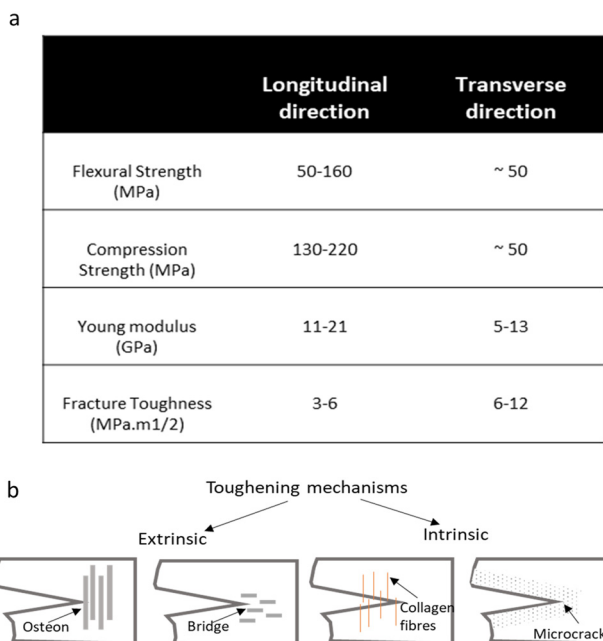 a
Longitudinal direction
Transverse direction
Flexural Strength (MPa)
50-160
~ 50
Compression Strength (MPa)
130-220
~ 50
Young modulus (GPa)
11-21
5-13
Fracture Toughness (MPa.m1/2)
3-6
6-12
b
Toughening mechanisms
Extrinsic
Intrinsic
Osteon
Bridge
Collagen fibres
Microcrack